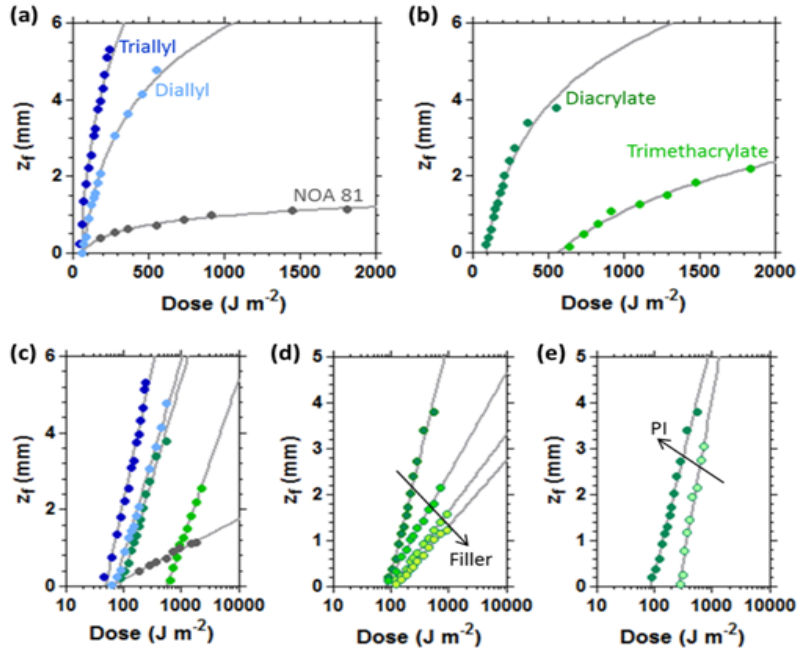 (a)
6
4
2
0
z_f (mm)
Triallyl
Diallyl
NOA 81
0 500 1000 1500 2000
Dose (J m⁻²)
(b)
6
4
2
0
z_f (mm)
Diacrylate
Trimethacrylate
0 500 1000 1500 2000
Dose (J m⁻²)
(c)
6
5
4
3
2
1
0
z_f (mm)
10 100 1000 10000
Dose (J m⁻²)
(d)
5
4
3
2
1
0
z_f (mm)
Filler
10 100 1000 10000
Dose (J m⁻²)
(e)
5
4
3
2
1
0
z_f (mm)
PI
10 100 1000 10000
Dose (J m⁻²)